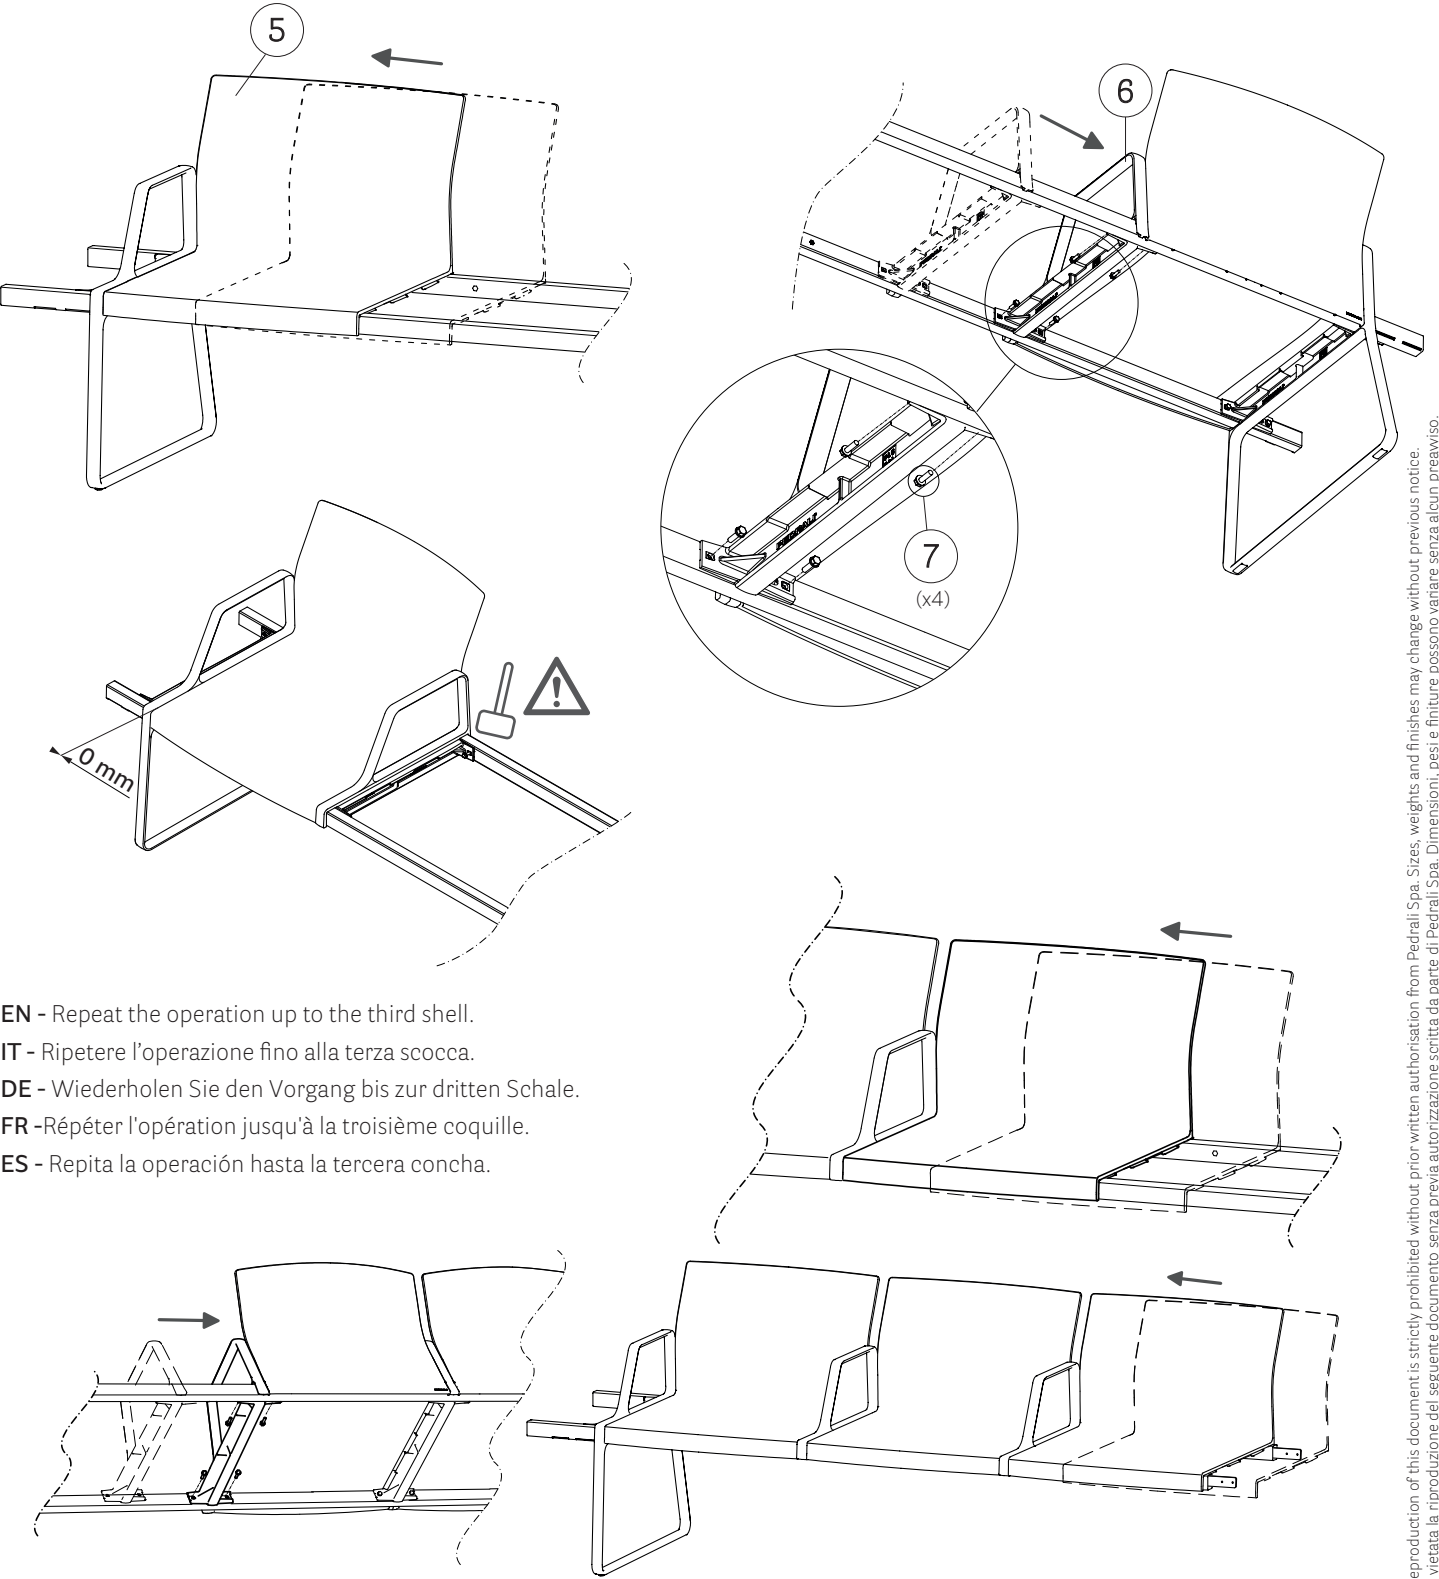 5
6
7
(x4)
PEDRALI
0 mm
EN - Repeat the operation up to the third shell.
IT - Ripetere l’operazione fino alla terza scocca.
DE - Wiederholen Sie den Vorgang bis zur dritten Schale.
FR -Répéter l'opération jusqu'à la troisième coquille.
ES - Repita la operación hasta la tercera concha.
eproduction of this document is strictly prohibited without prior written authorisation from Pedrali Spa. Sizes, weights and finishes may change without previous notice.
vietata la riproduzione del seguente documento senza previa autorizzazione scritta da parte di Pedrali Spa. Dimensioni, pesi e finiture possono variare senza alcun preavviso.